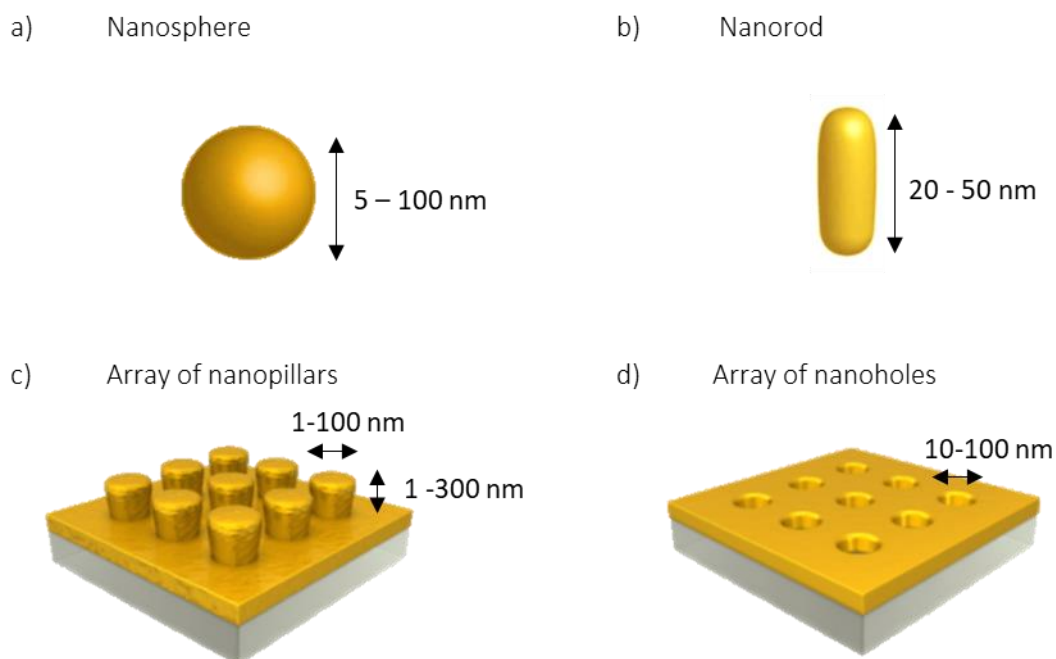 a) Nanosphere
b) Nanorod
5 – 100 nm
20 - 50 nm
c) Array of nanopillars
d) Array of nanoholes
1-100 nm
1 -300 nm
10-100 nm